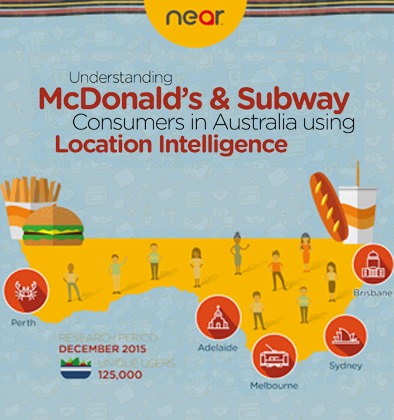 near
Understanding
McDonald's & Subway
Consumers in Australia using
Location Intelligence
Brisbane
Perth
Adelaide
Sydney
Melbourne
RESEARCH PERIOD
DECEMBER 2015
UNIQUE USERS
125,000